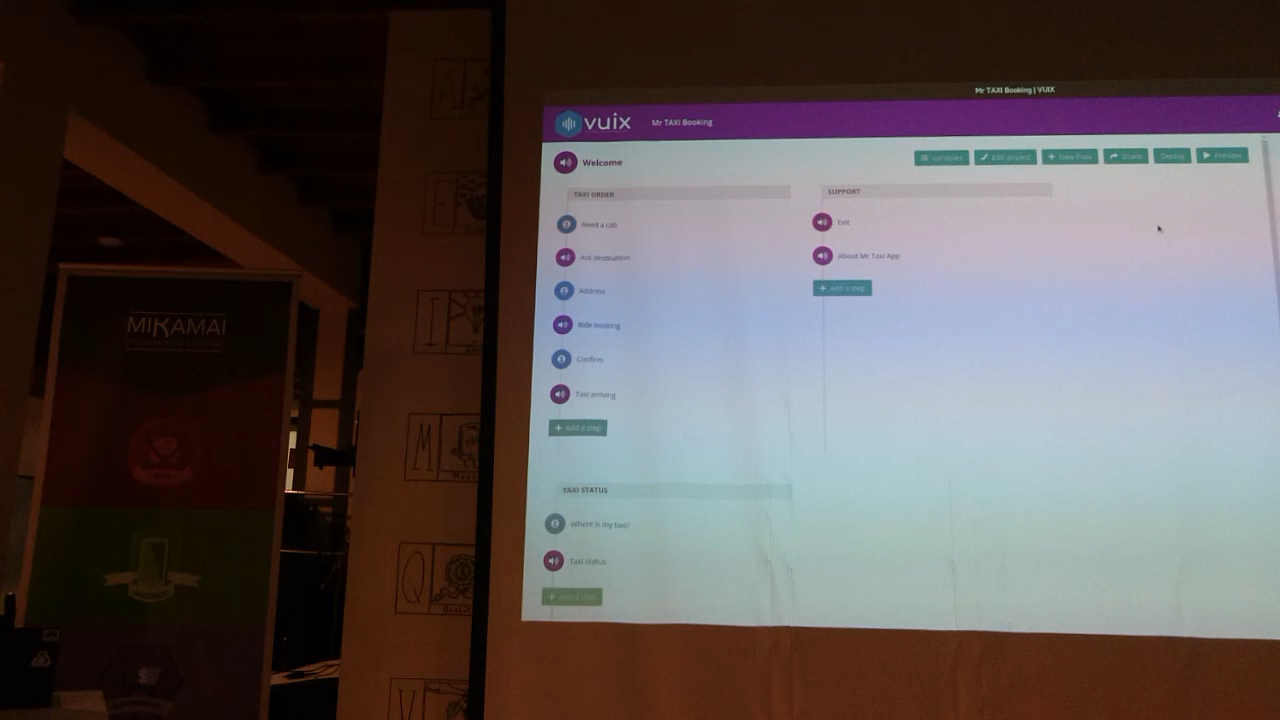 Mr TAXI Booking | VUIX
vuix
Mr TAXI Booking
Welcome
Variables
Edit project
New Flow
Share
Deploy
Preview
TAXI ORDER
Need a cab
Ask destination
Address
Ride booking
Confirm
Taxi arriving
Add a step
SUPPORT
Exit
About Mr Taxi App
Add a step
TAXI STATUS
Where is my taxi?
Taxi status
Add a step
MIKAMAI
A
E
I
M
Q
V